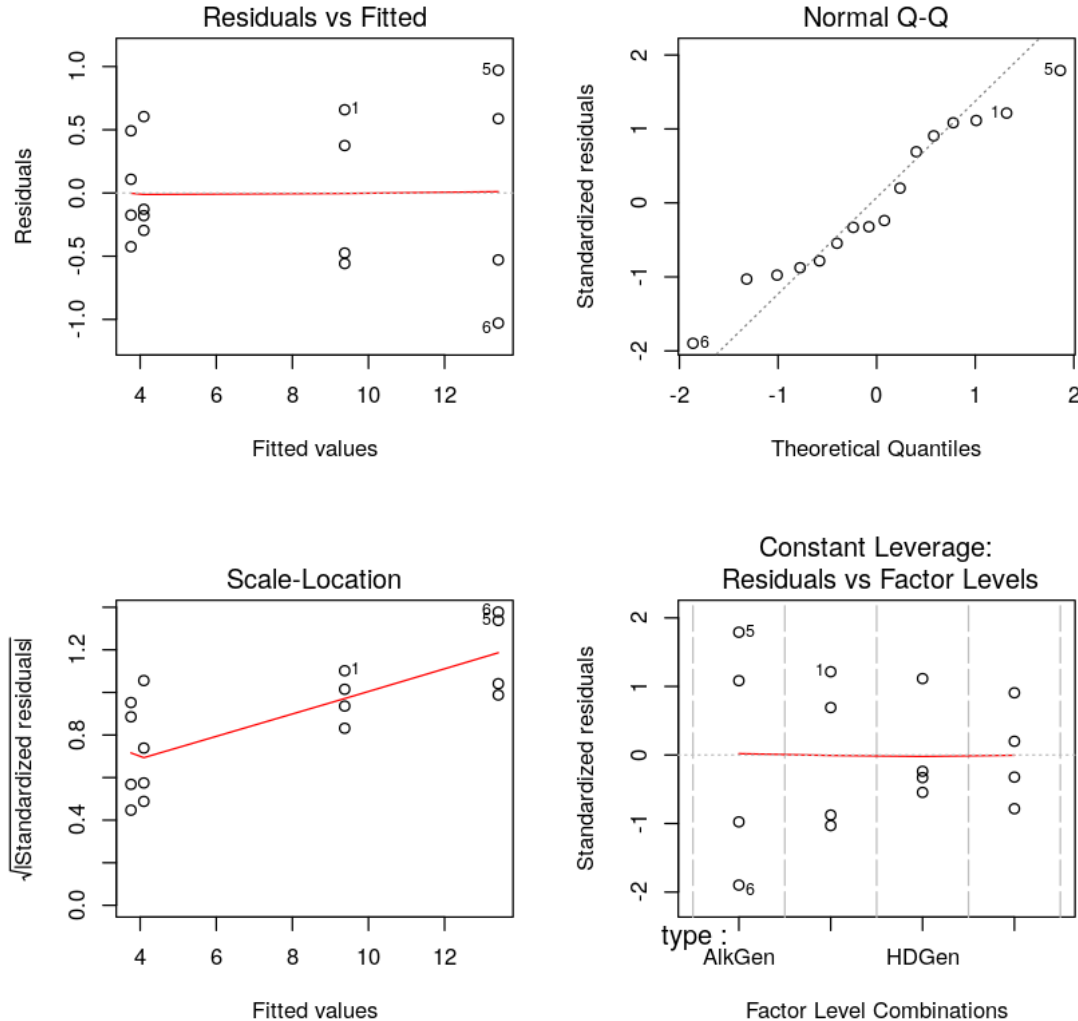 Residuals vs Fitted
Residuals
1.0
0.5
0.0
-0.5
-1.0
5
1
6
4
6
8
10
12
Fitted values
Normal Q-Q
Standardized residuals
2
1
0
-1
-2
5
1
6
-2
-1
0
1
2
Theoretical Quantiles
Scale-Location
√|Standardized residuals|
1.2
0.8
0.4
0.0
6
5
1
4
6
8
10
12
Fitted values
Constant Leverage:
Residuals vs Factor Levels
Standardized residuals
2
1
0
-1
-2
5
1
6
type :
AlkGen
HDGen
Factor Level Combinations